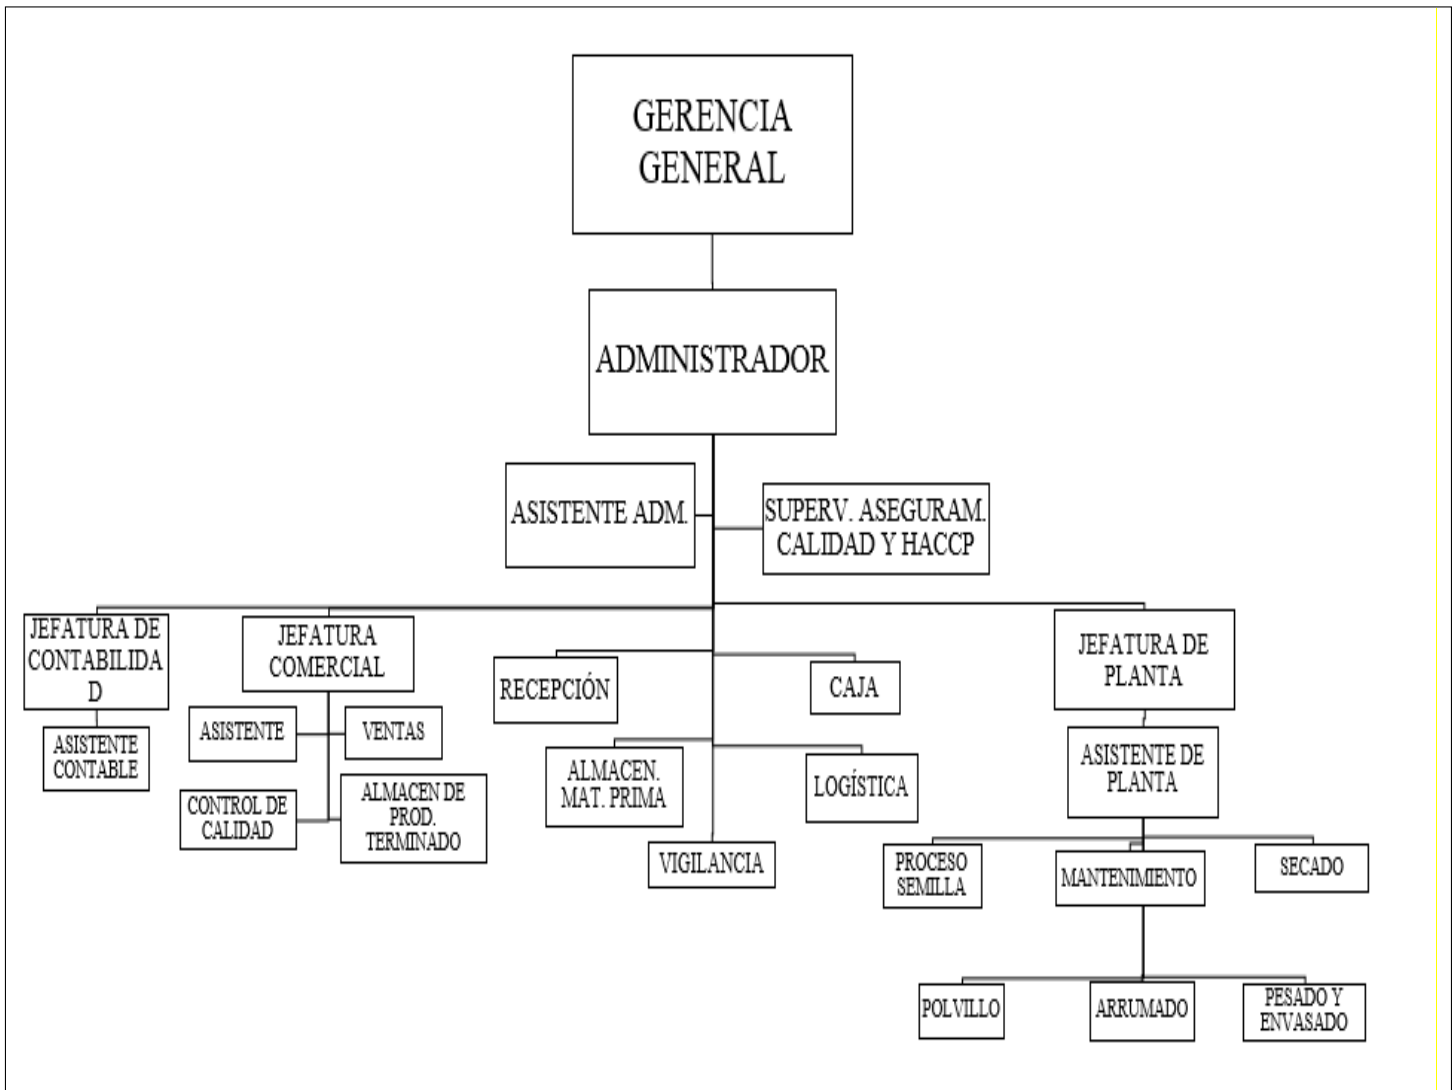 GERENCIA
GENERAL
ADMINISTRADOR
ASISTENTE ADM.
SUPERV. ASEGURAM.
CALIDAD Y HACCP
JEFATURA DE
CONTABILIDA
D
JEFATURA
COMERCIAL
RECEPCIÓN
CAJA
JEFATURA DE
PLANTA
ASISTENTE
CONTABLE
ASISTENTE
VENTAS
CONTROL DE
CALIDAD
ALMACEN DE
PROD.
TERMINADO
ALMACEN.
MAT. PRIMA
LOGÍSTICA
VIGILANCIA
ASISTENTE DE
PLANTA
PROCESO
SEMILLA
MANTENIMIENTO
SECADO
POLVILLO
ARRUMADO
PESADO Y
ENVASADO